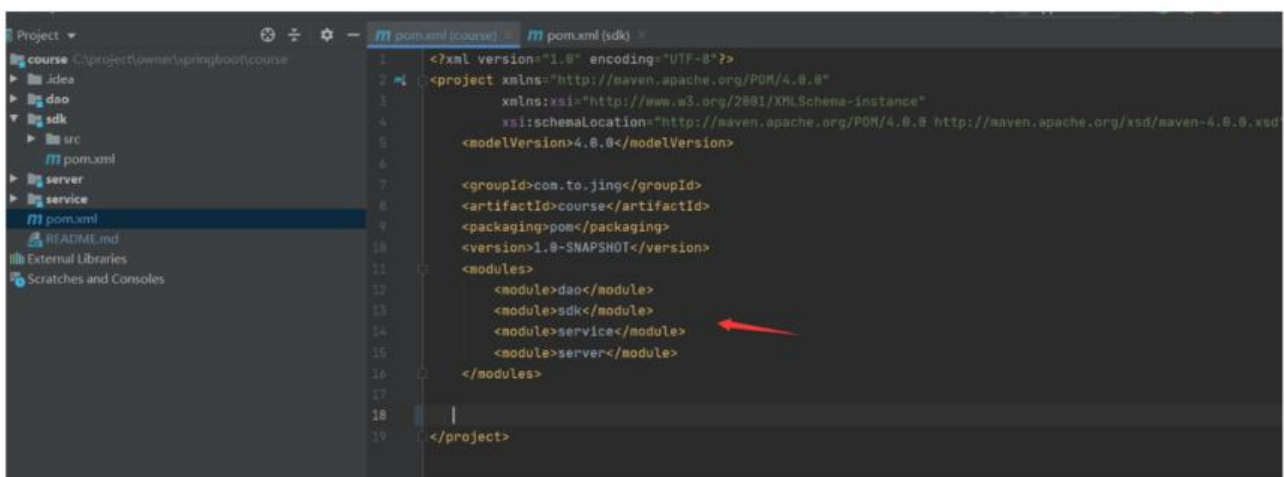 Project
course C:\project\owner\springboot\course
.idea
dao
sdk
src
pom.xml
server
service
pom.xml
README.md
External Libraries
Scratches and Consoles
pom.xml (course)
pom.xml (sdk)
1 <?xml version="1.0" encoding="UTF-8"?>
2 <project xmlns="http://maven.apache.org/POM/4.0.0"
3 xmlns:xsi="http://www.w3.org/2001/XMLSchema-instance"
4 xsi:schemaLocation="http://maven.apache.org/POM/4.0.0 http://maven.apache.org/xsd/maven-4.0.0.xsd"
5 <modelVersion>4.0.0</modelVersion>
6
7 <groupId>com.to.jing</groupId>
8 <artifactId>course</artifactId>
9 <packaging>pom</packaging>
10 <version>1.0-SNAPSHOT</version>
11 <modules>
12 <module>dao</module>
13 <module>sdk</module>
14 <module>service</module>
15 <module>server</module>
16 </modules>
17
18
19 </project>